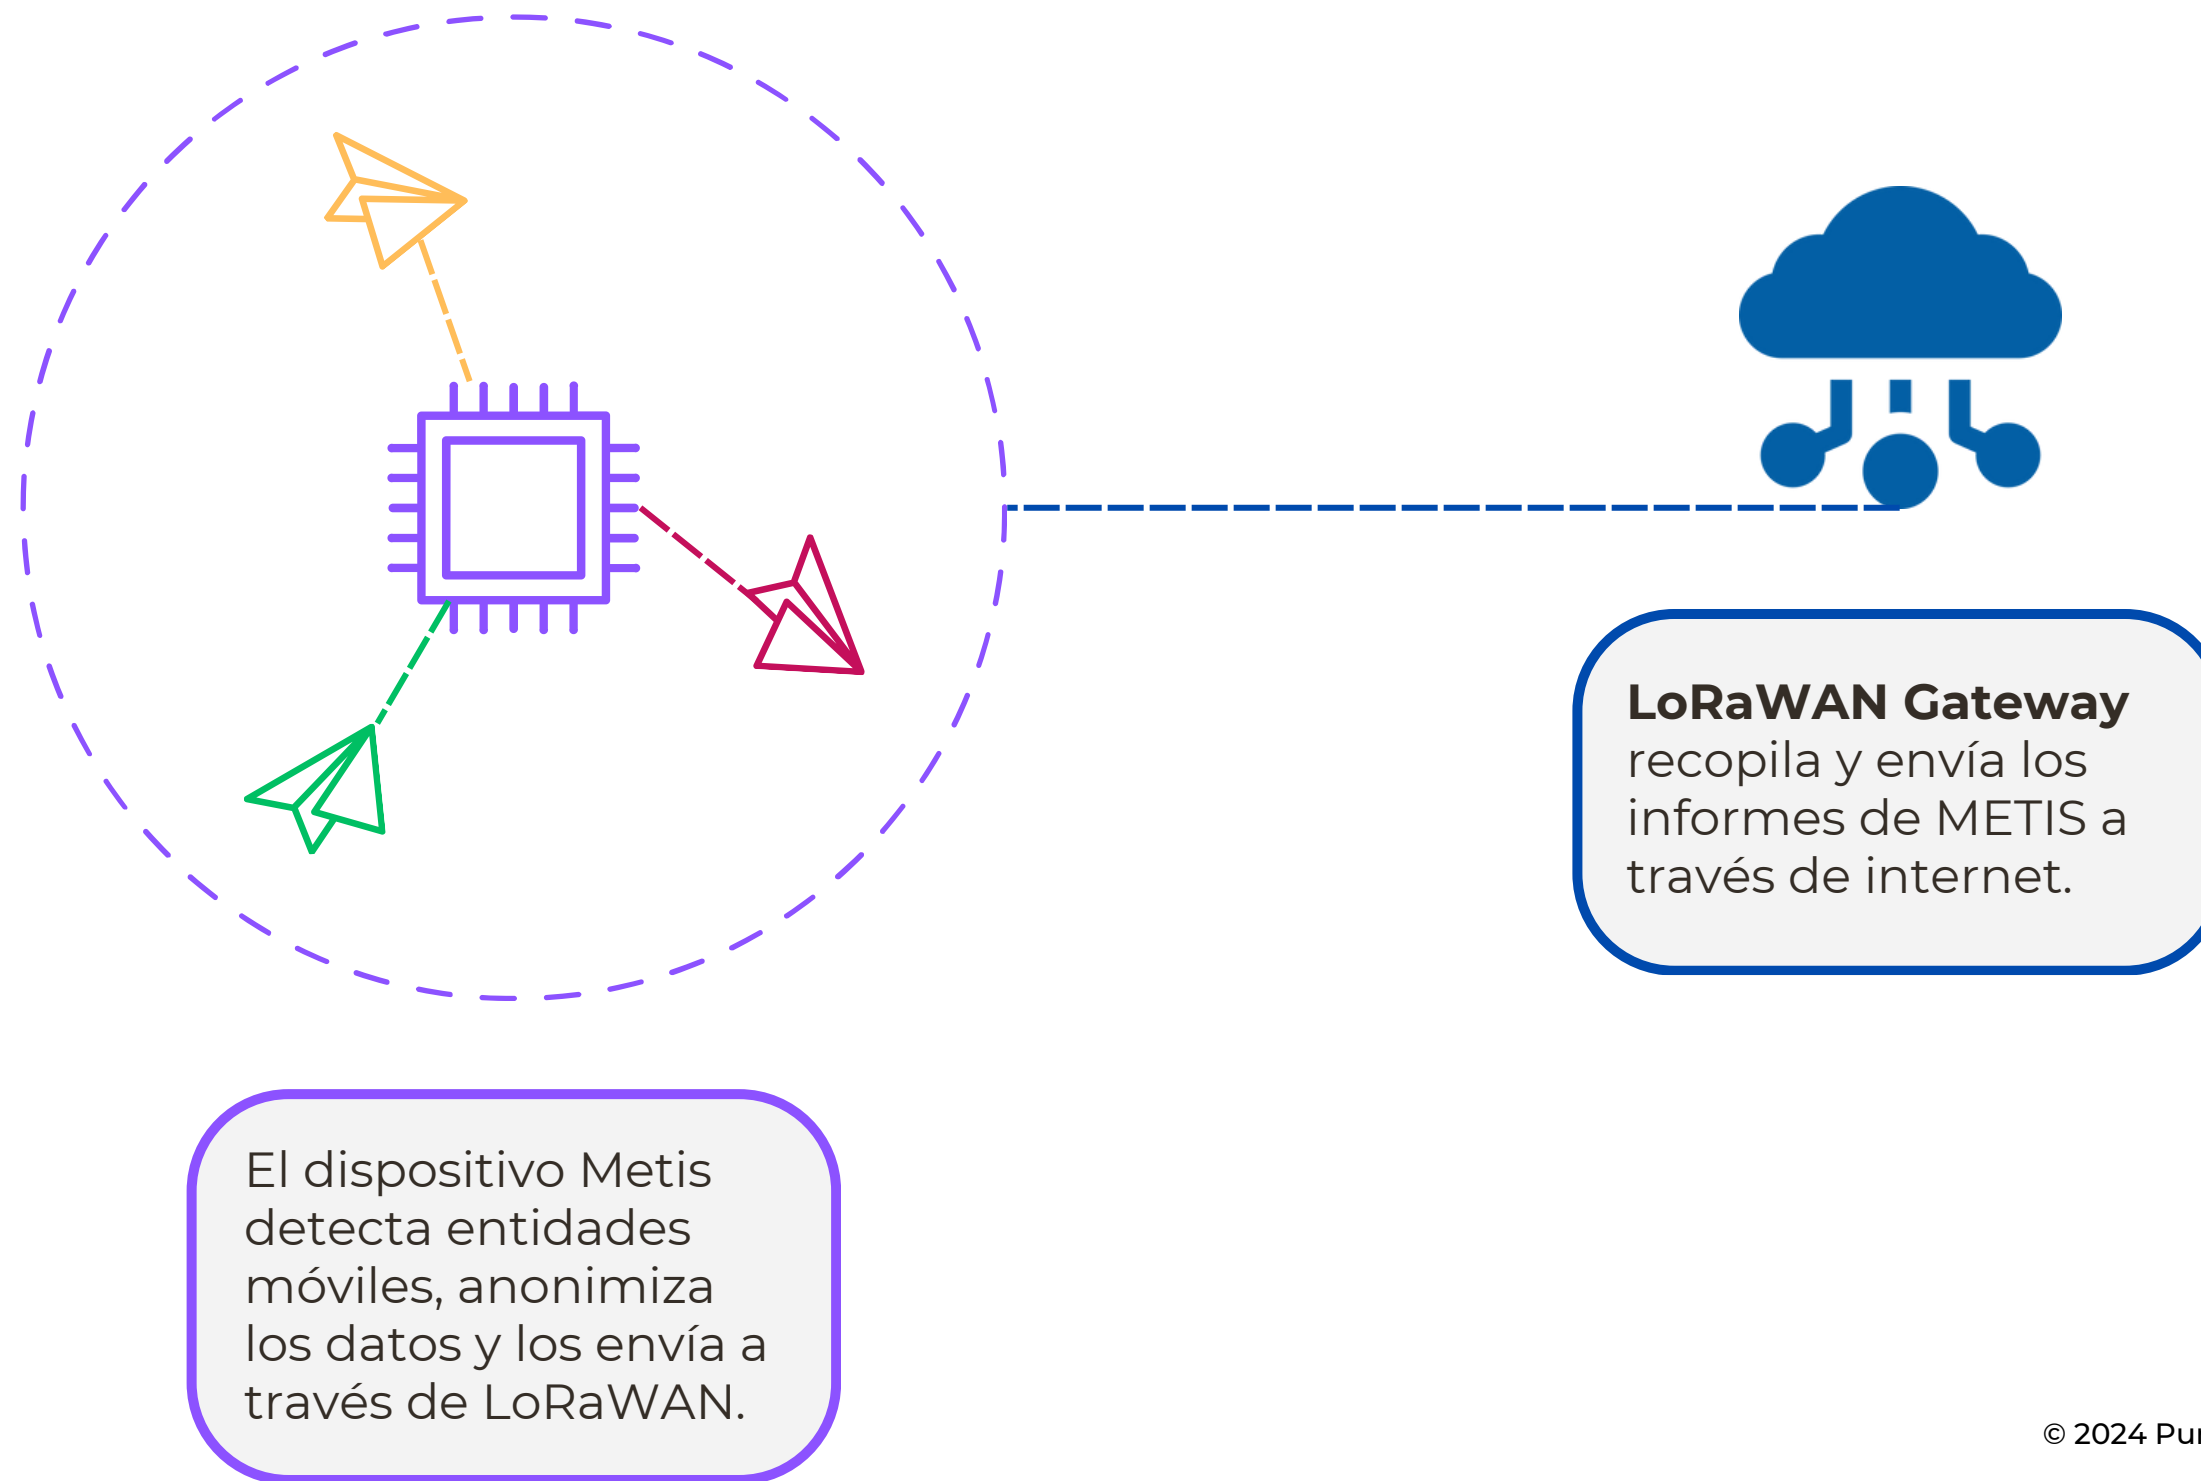 LoRaWAN Gateway
recopila y envía los
informes de METIS a
través de internet.
El dispositivo Metis
detecta entidades
móviles, anonimiza
los datos y los envía a
través de LoRaWAN.
© 2024